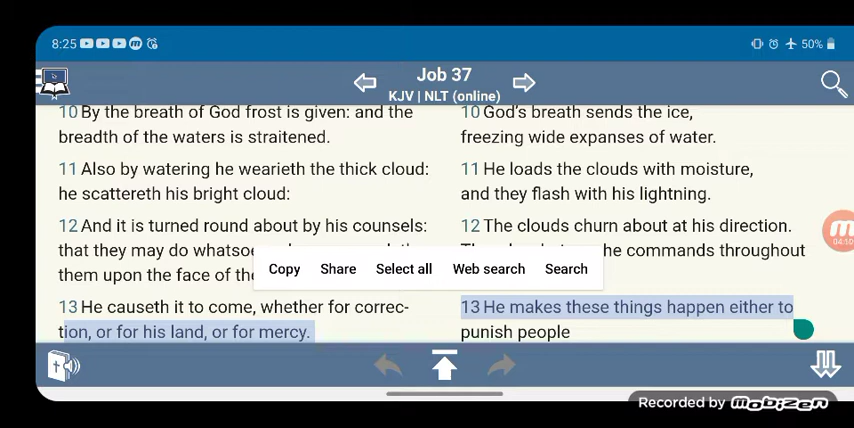 8:25
50%
Job 37
KJV | NLT (online)
10 By the breath of God frost is given: and the
breadth of the waters is straitened.
11 Also by watering he wearieth the thick cloud:
he scattereth his bright cloud:
12 And it is turned round about by his counsels:
that they may do
them upon the face of
13 He causeth it to come, whether for correc-
tion, or for his land, or for mercy.
10 God's breath sends the ice,
freezing wide expanses of water.
11 He loads the clouds with moisture,
and they flash with his lightning.
12 The clouds churn about at his direction.
he commands throughout
13 He makes these things happen either to
punish people
Copy Share Select all Web search Search
04:50
Recorded by mobizen